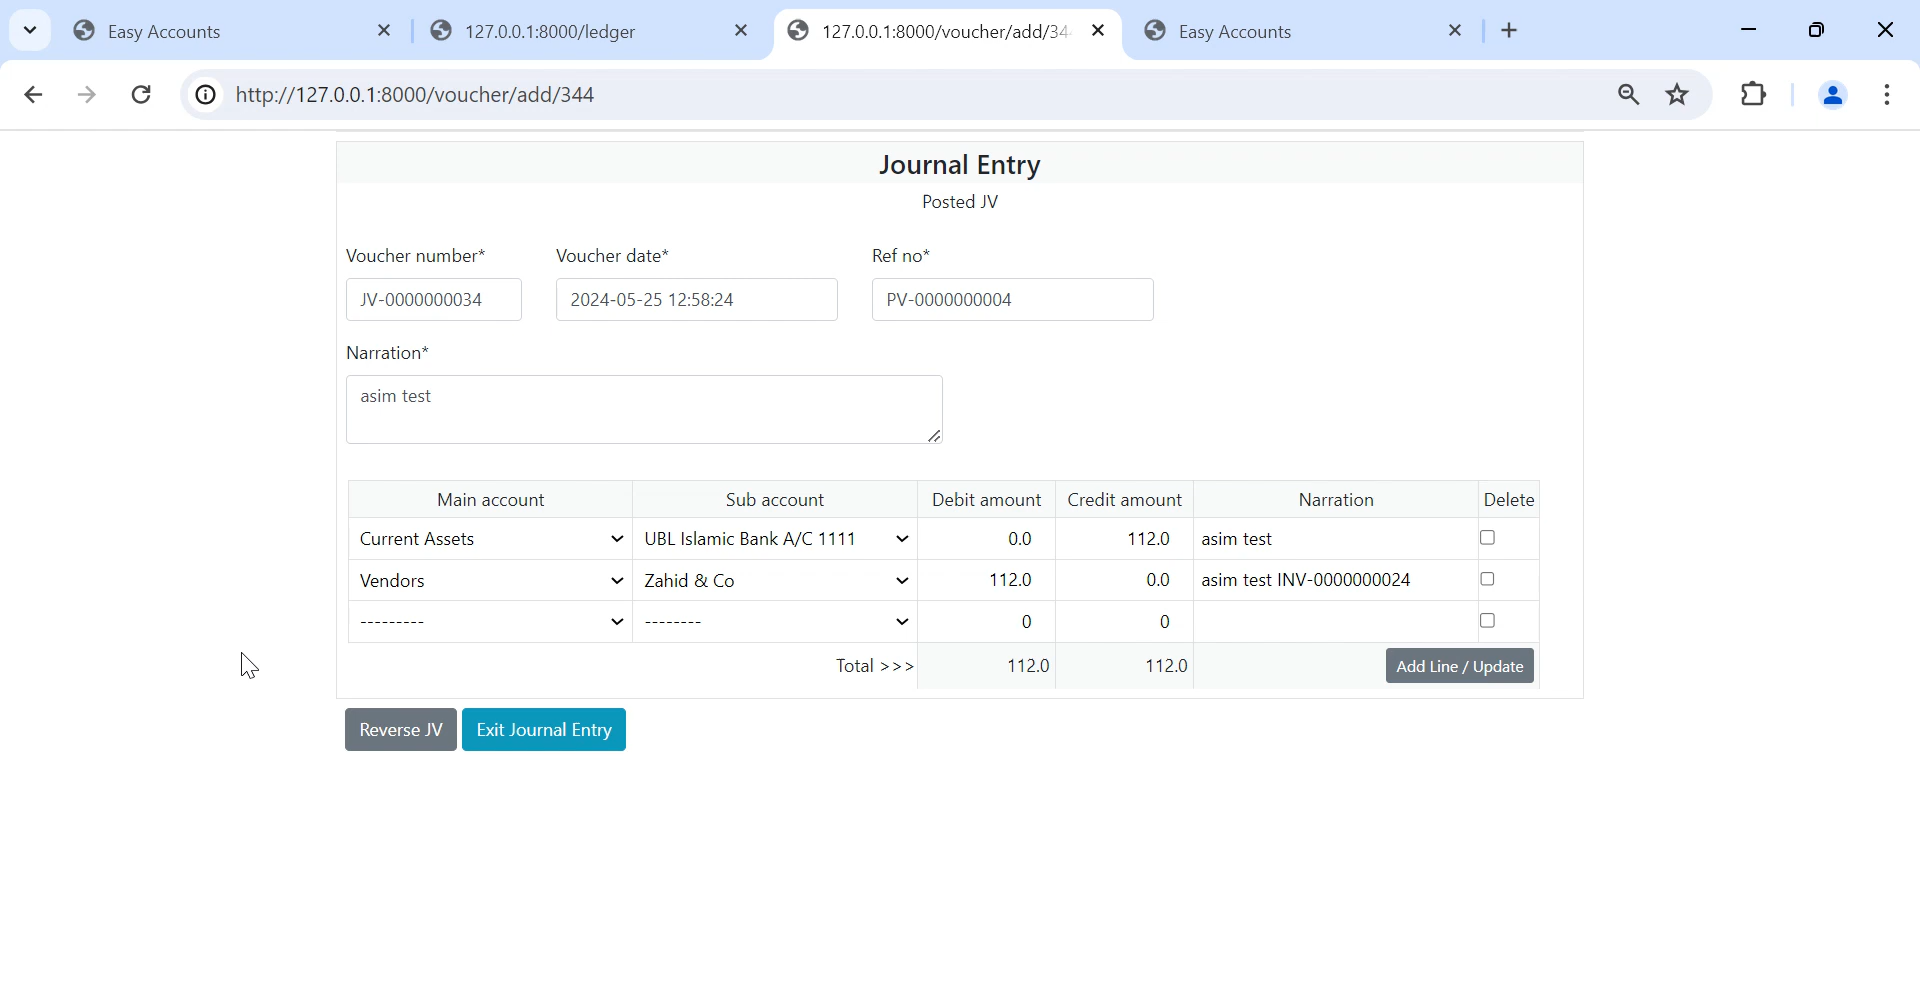 Easy Accounts
127.0.0.1:8000/ledger
127.0.0.1:8000/voucher/add/34
Easy Accounts
http://127.0.0.1:8000/voucher/add/344
Journal Entry
Posted JV
Voucher number* Voucher date* Ref no*
JV-0000000034 2024-05-25 12:58:24 PV-0000000004
Narration*
asim test
Main account Sub account Debit amount Credit amount Narration Delete
Current Assets UBL Islamic Bank A/C 1111 0.0 112.0 asim test
Vendors Zahid & Co 112.0 0.0 asim test INV-0000000024
--------- -------- 0 0
Total >>> 112.0 112.0 Add Line / Update
Reverse JV Exit Journal Entry